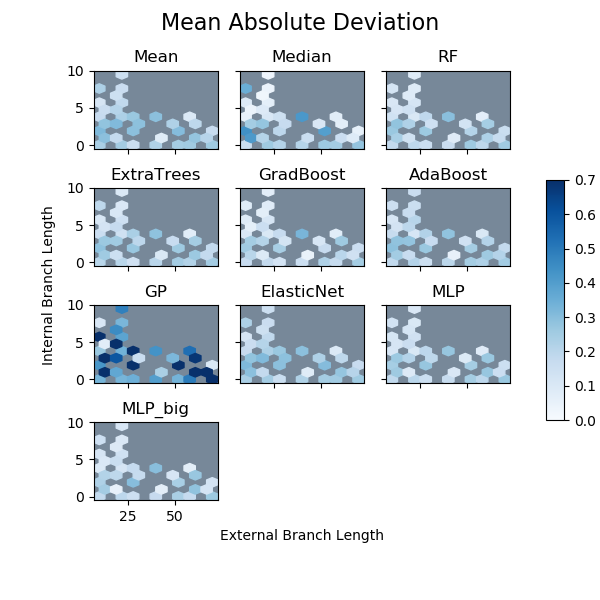 Mean Absolute Deviation
Mean
Median
RF
10
5
0
ExtraTrees
GradBoost
AdaBoost
10
5
0
Internal Branch Length
GP
ElasticNet
MLP
10
5
0
MLP_big
10
5
0
25
50
External Branch Length
0.7
0.6
0.5
0.4
0.3
0.2
0.1
0.0